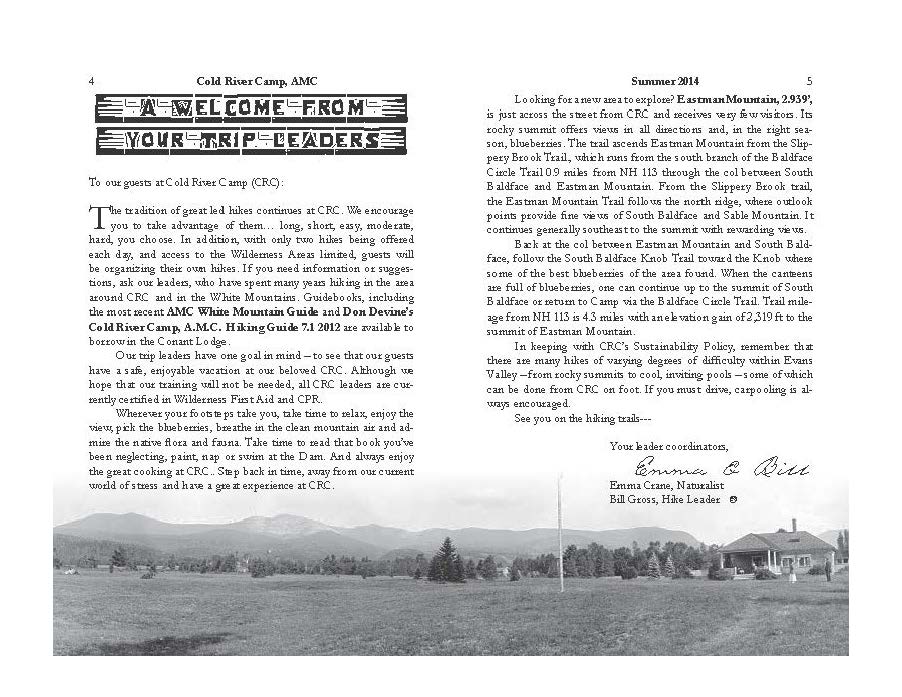 4
Cold River Camp, AMC
A WELCOME FROM
YOUR TRIP LEADERS
To our guests at Cold River Camp (CRC):
The tradition of great led hikes continues at CRC. We encourage
you to take advantage of them… long, short, easy, moderate,
hard, you choose. In addition, with only two hikes being offered
each day, and access to the Wilderness Areas limited, guests will
be organizing their own hikes. If you need information or sugges-
tions, ask our leaders, who have spent many years hiking in the area
around CRC and in the White Mountains. Guidebooks, including
the most recent AMC White Mountain Guide and Don Devine's
Cold River Camp, A.M.C. Hiking Guide 7.1 2012 are available to
borrow in the Conant Lodge.
Our trip leaders have one goal in mind – to see that our guests
have a safe, enjoyable vacation at our beloved CRC. Although we
hope that our training will not be needed, all CRC leaders are cur-
rently certified in Wilderness First Aid and CPR.
Wherever your footsteps take you, take time to relax, enjoy the
view, pick the blueberries, breathe in the clean mountain air and ad-
mire the native flora and fauna. Take time to read that book you've
been neglecting, paint, nap or swim at the Dam. And always enjoy
the great cooking at CRC.. Step back in time, away from our current
world of stress and have a great experience at CRC.
Summer 2014
5
Looking for a new area to explore? Eastman Mountain, 2.939',
is just across the street from CRC and receives very few visitors. Its
rocky summit offers views in all directions and, in the right sea-
son, blueberries. The trail ascends Eastman Mountain from the Slip-
pery Brook Trail, which runs from the south branch of the Baldface
Circle Trail 0.9 miles from NH 113 through the col between South
Baldface and Eastman Mountain. From the Slippery Brook trail,
the Eastman Mountain Trail follows the north ridge, where outlook
points provide fine views of South Baldface and Sable Mountain. It
continues generally southeast to the summit with rewarding views.
Back at the col between Eastman Mountain and South Bald-
face, follow the South Baldface Knob Trail toward the Knob where
some of the best blueberries of the area found. When the canteens
are full of blueberries, one can continue up to the summit of South
Baldface or return to Camp via the Baldface Circle Trail. Trail mile-
age from NH 113 is 4.3 miles with an elevation gain of 2,319 ft to the
summit of Eastman Mountain.
In keeping with CRC's Sustainability Policy, remember that
there are many hikes of varying degrees of difficulty within Evans
Valley – from rocky summits to cool, inviting pools – some of which
can be done from CRC on foot. If you must drive, carpooling is al-
ways encouraged.
See you on the hiking trails---
Your leader coordinators,
Emma & Bill
Emma Crane, Naturalist
Bill Gross, Hike Leader